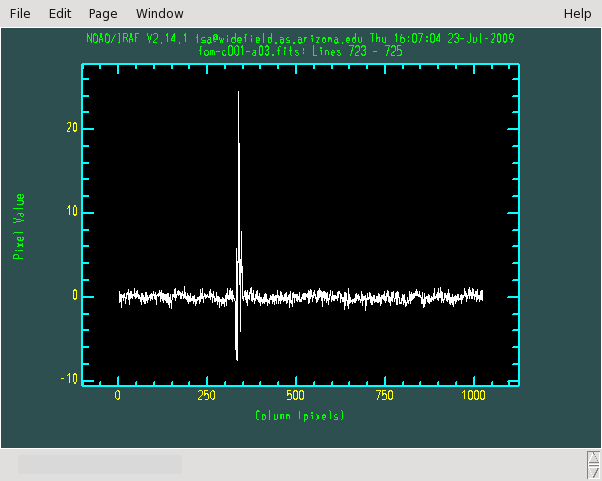 File Edit Page Window Help
NOAO/IRAF V2.14.1 isa@widefield.as.arizona.edu Thu 16:07:04 23-Jul-2009
fom-c001-a03.fits: Lines 723 - 725
20
10
0
-10
Pixel Value
0 250 500 750 1000
Column (pixels)